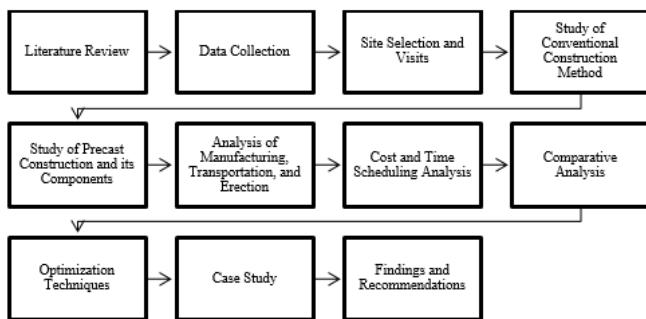 Literature Review
Data Collection
Site Selection and
Visits
Study of
Conventional
Construction
Method
Study of Precast
Construction and its
Components
Analysis of
Manufacturing,
Transportation, and
Erection
Cost and Time
Scheduling Analysis
Comparative
Analysis
Optimization
Techniques
Case Study
Findings and
Recommendations